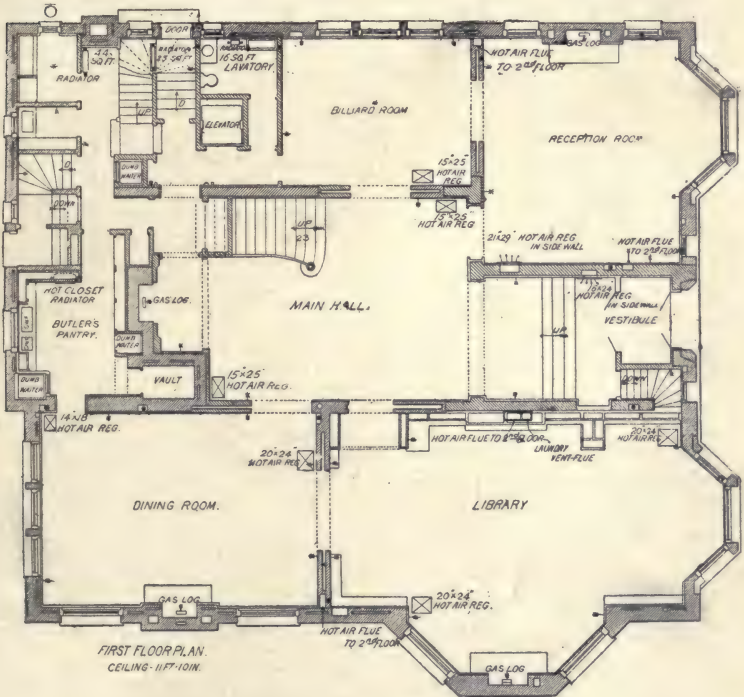 DOOR
44
SQ FT.
RADIATOR
RADIATOR
25 SQ FT
RADIATOR
16 SQ FT
LAVATORY
UP
D
ELEVATOR
DUMB
WAITER
BILLIARD ROOM
15"x25"
HOT AIR
REG.
HOT AIR FLUE
TO 2ND FLOOR
GAS LOG
RECEPTION ROOM
D
DOWN
UP
23
15"x25"
HOT AIR REG
21"x29" HOT AIR REG
IN SIDE WALL
HOT AIR FLUE
TO 2ND FLOOR
16"x24"
HOT AIR REG
IN SIDE WALL
VESTIBULE
UP
DOWN
HOT CLOSET
RADIATOR
BUTLER'S
PANTRY.
GAS LOG.
MAIN HALL.
DUMB
WAITER
VAULT
DUMB
WAITER
15"x25"
HOT AIR REG.
14"x18"
HOT AIR REG.
20"x24"
HOT AIR REG
HOT AIR FLUE TO 2ND FLOOR
LAUNDRY
VENT-FLUE
20"x24"
HOT AIR REG
DINING ROOM.
LIBRARY
GAS LOG
20"x24"
HOT AIR REG.
HOT AIR FLUE
TO 2ND FLOOR
GAS LOG
FIRST FLOOR PLAN.
CEILING-11 FT-10 IN.